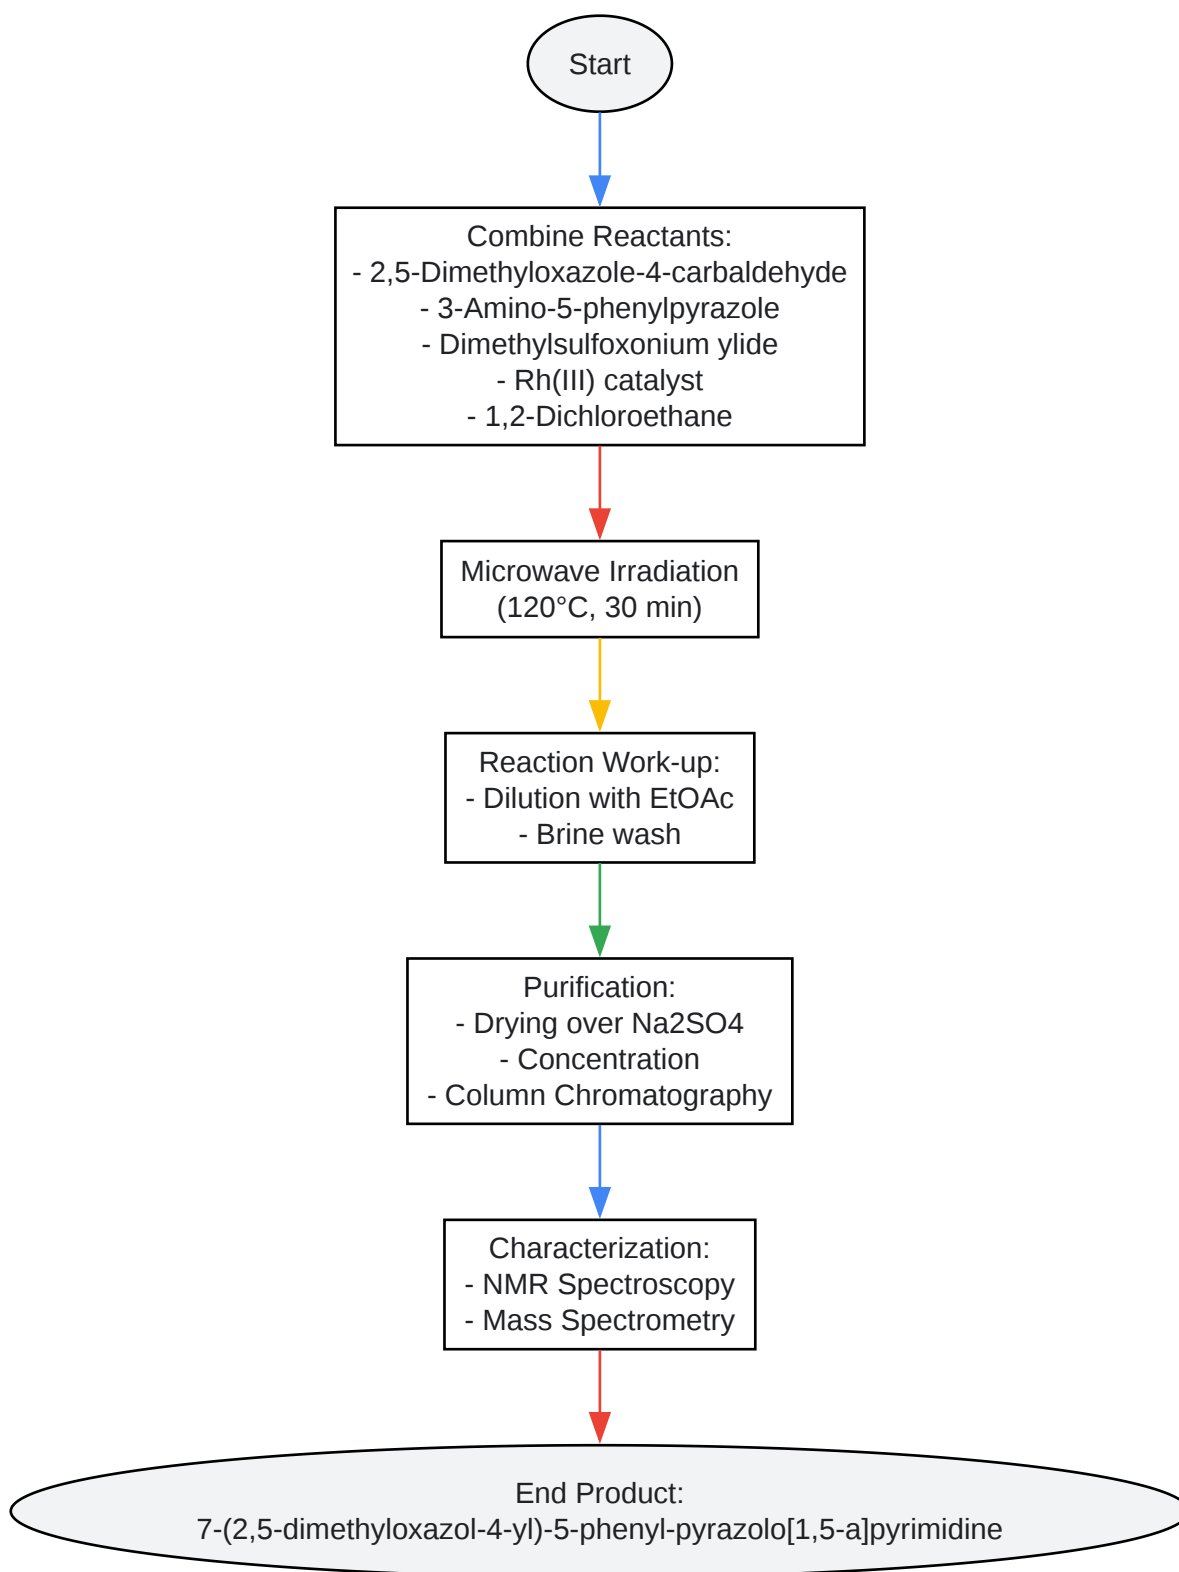 Start
Combine Reactants:
- 2,5-Dimethyloxazole-4-carbaldehyde
- 3-Amino-5-phenylpyrazole
- Dimethylsulfoxonium ylide
- Rh(III) catalyst
- 1,2-Dichloroethane
Microwave Irradiation
(120°C, 30 min)
Reaction Work-up:
- Dilution with EtOAc
- Brine wash
Purification:
- Drying over Na2SO4
- Concentration
- Column Chromatography
Characterization:
- NMR Spectroscopy
- Mass Spectrometry
End Product:
7-(2,5-dimethyloxazol-4-yl)-5-phenyl-pyrazolo[1,5-a]pyrimidine